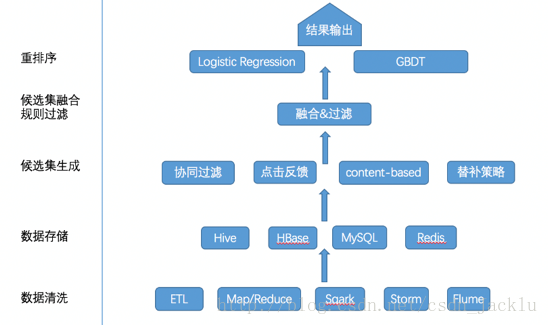 结果输出
重排序
Logistic Regression
GBDT
候选集融合
规则过滤
融合&过滤
候选集生成
协同过滤
点击反馈
content-based
替补策略
数据存储
Hive
HBase
MySQL
Redis
数据清洗
ETL
Map/Reduce
Spark
Storm
Flume
http://blog.csdn.net/csdn_jacklu